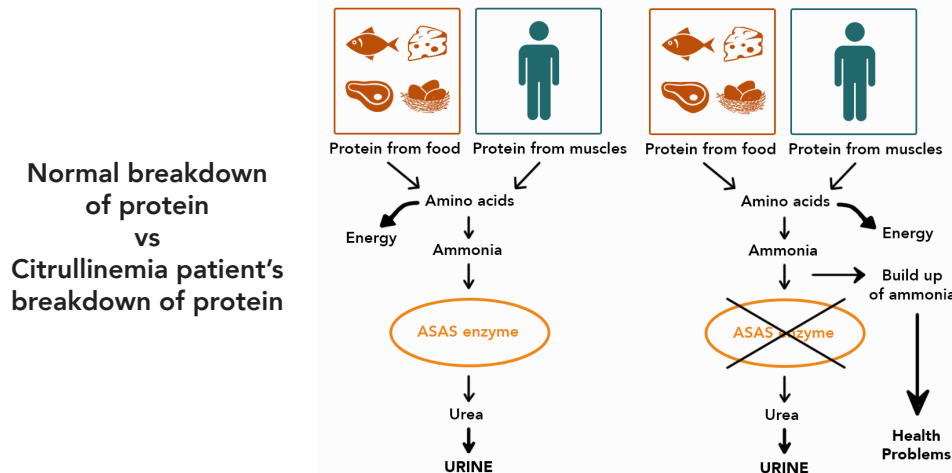 Normal breakdown
of protein
vs
Citrullinemia patient's
breakdown of protein
Protein from food
Protein from muscles
Amino acids
Energy
Ammonia
ASAS enzyme
Urea
URINE
Protein from food
Protein from muscles
Amino acids
Energy
Ammonia
Build up
of ammonia
ASAS enzyme
Urea
URINE
Health
Problems